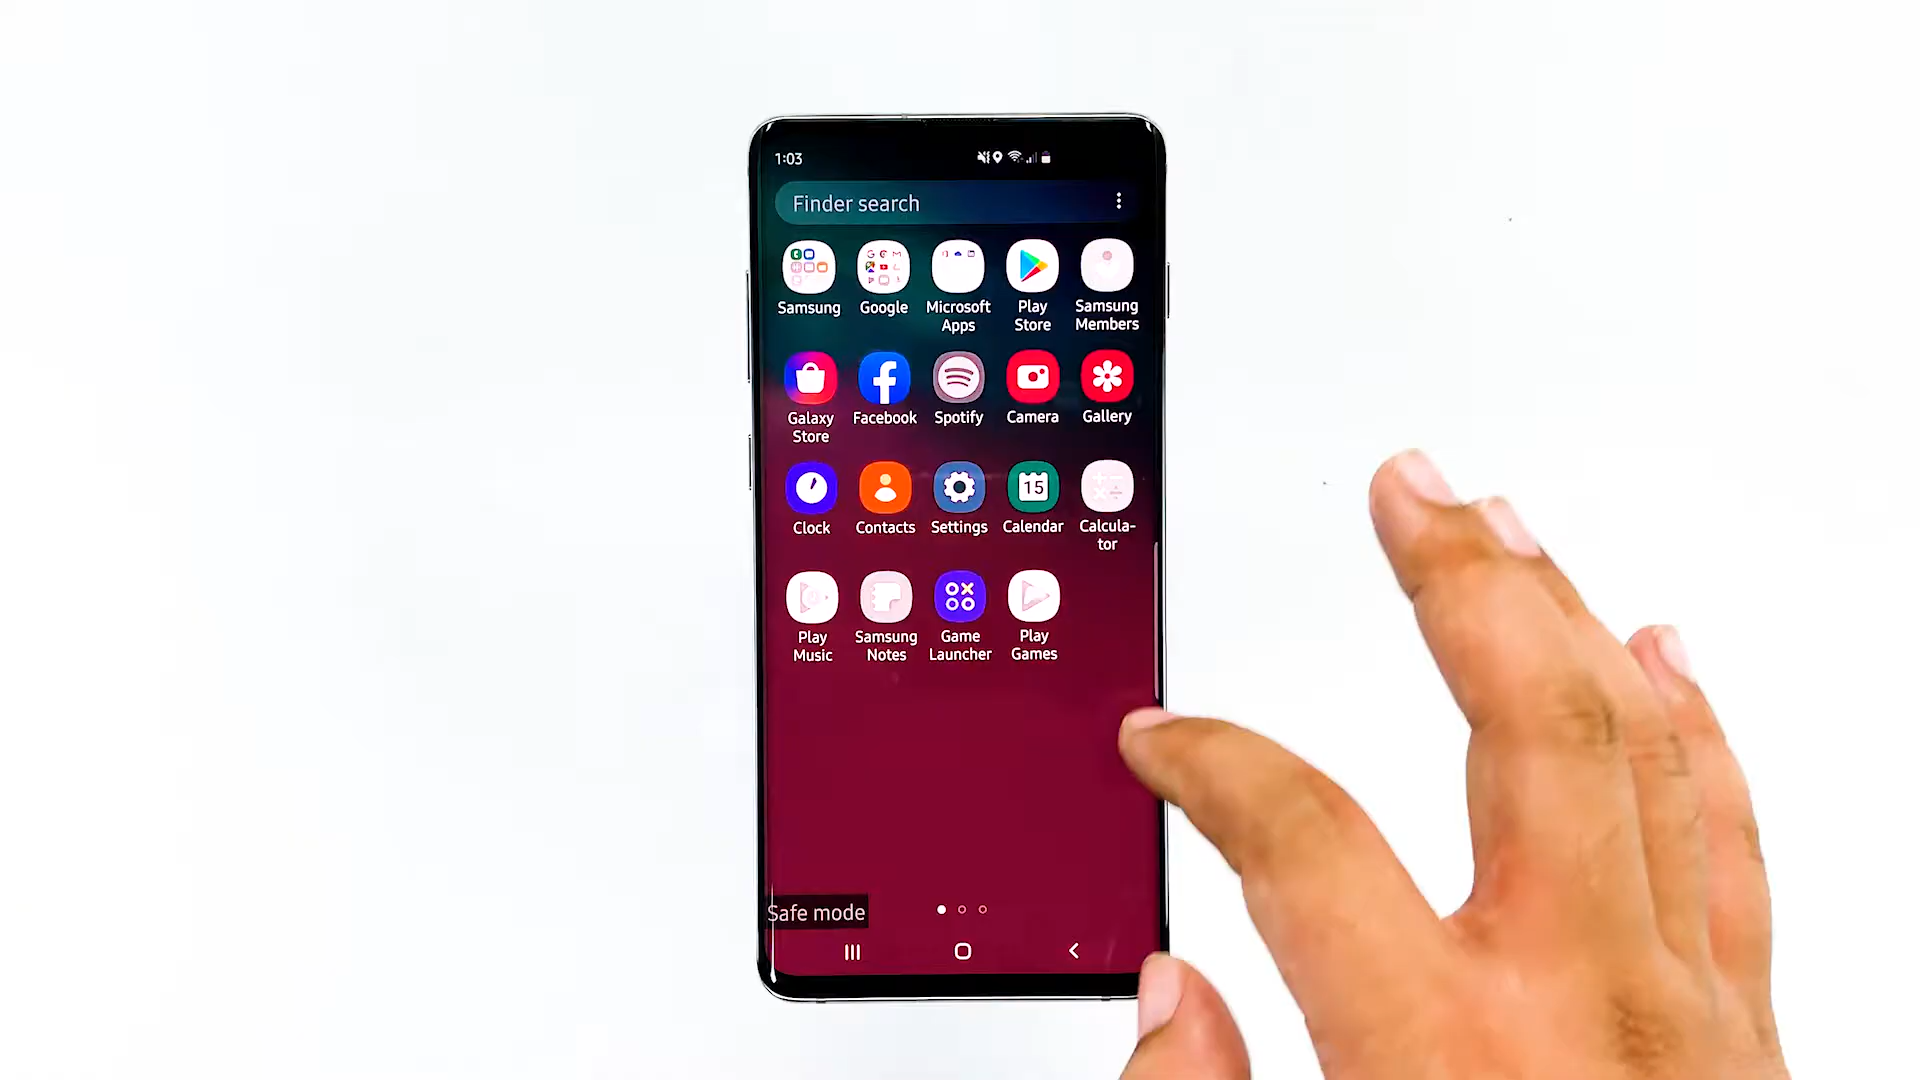 1:03
Finder search
Samsung
Google
Microsoft
Apps
Play
Store
Samsung
Members
Galaxy
Store
Facebook
Spotify
Camera
Gallery
Clock
Contacts
Settings
15
Calendar
Calcula-
tor
Play
Music
Samsung
Notes
Game
Launcher
Play
Games
Safe mode